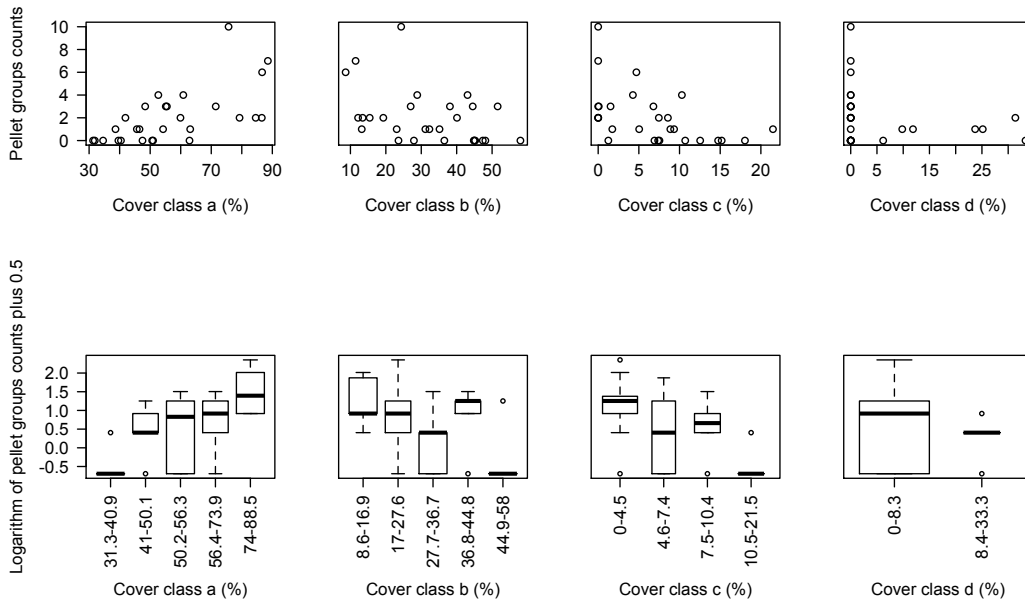 Pellet groups counts
10
8
6
4
2
0
30 50 70 90
10 20 30 40 50
0 5 10 15 20
0 5 15 25
Cover class a (%)
Cover class b (%)
Cover class c (%)
Cover class d (%)
Logarithm of pellet groups counts plus 0.5
2.0
1.5
1.0
0.5
0.0
-0.5
31.3-40.9
41-50.1
50.2-56.3
56.4-73.9
74-88.5
8.6-16.9
17-27.6
27.7-36.7
36.8-44.8
44.9-58
0-4.5
4.6-7.4
7.5-10.4
10.5-21.5
0-8.3
8.4-33.3
Cover class a (%)
Cover class b (%)
Cover class c (%)
Cover class d (%)